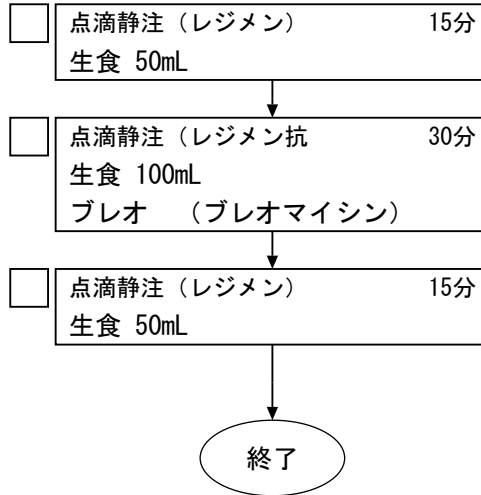 点滴静注（レジメン） 15分
生食 50mL
点滴静注（レジメン抗 30分
生食 100mL
ブレオ （ブレオマイシン）
点滴静注（レジメン） 15分
生食 50mL
終了